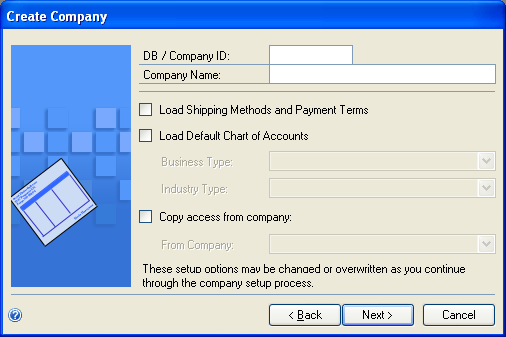 Create Company
DB / Company ID:
Company Name:
Load Shipping Methods and Payment Terms
Load Default Chart of Accounts
Business Type:
Industry Type:
Copy access from company:
From Company:
These setup options may be changed or overwritten as you continue
through the company setup process.
?
< Back
Next >
Cancel